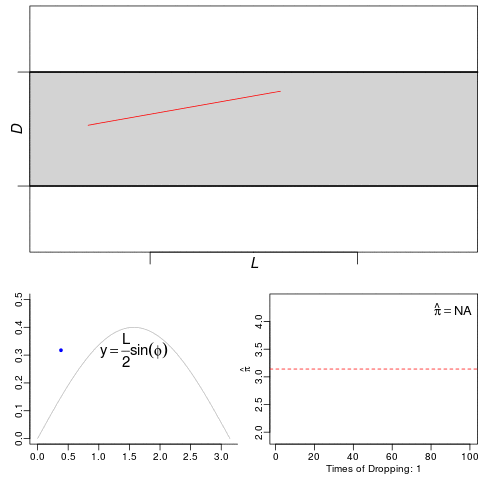 D
L
0.0 0.1 0.2 0.3 0.4 0.5
y = L/2 sin(ϕ)
0.0 0.5 1.0 1.5 2.0 2.5 3.0
π̂ = NA
2.0 2.5 3.0 3.5 4.0
π̂
0 20 40 60 80 100
Times of Dropping: 1